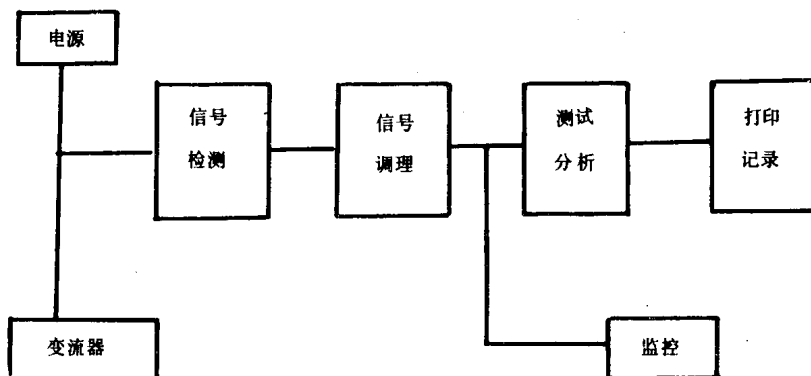 电源
信号
检测
信号
调理
测试
分析
打印
记录
变流器
监控